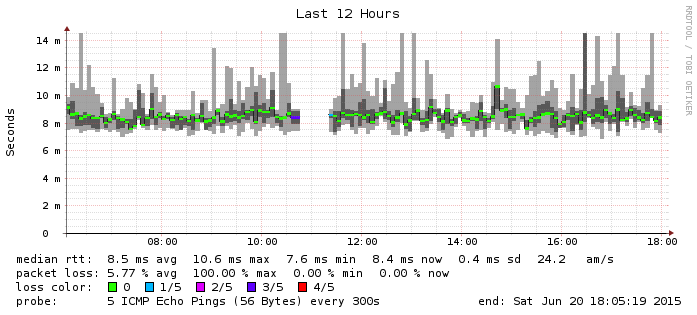 Last 12 Hours
RRDTOOL / TOBI OETIKER
Seconds
14 m
12 m
10 m
8 m
6 m
4 m
2 m
0
08:00 10:00 12:00 14:00 16:00 18:00
median rtt: 8.5 ms avg 10.6 ms max 7.6 ms min 8.4 ms now 0.4 ms sd 24.2 am/s
packet loss: 5.77 % avg 100.00 % max 0.00 % min 0.00 % now
loss color: 0 1/5 2/5 3/5 4/5
probe: 5 ICMP Echo Pings (56 Bytes) every 300s end: Sat Jun 20 18:05:19 2015